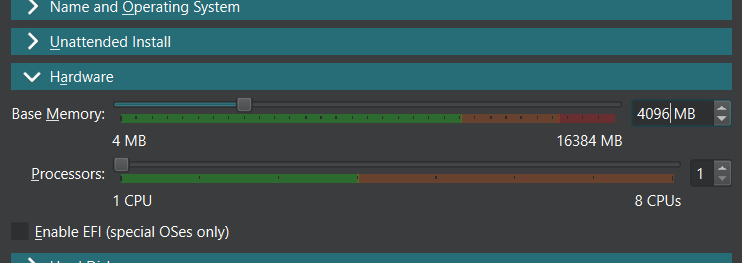 Name and Operating System
Unattended Install
Hardware
Base Memory: 4096 MB
4 MB 16384 MB
Processors: 1
1 CPU 8 CPUs
Enable EFI (special OSes only)